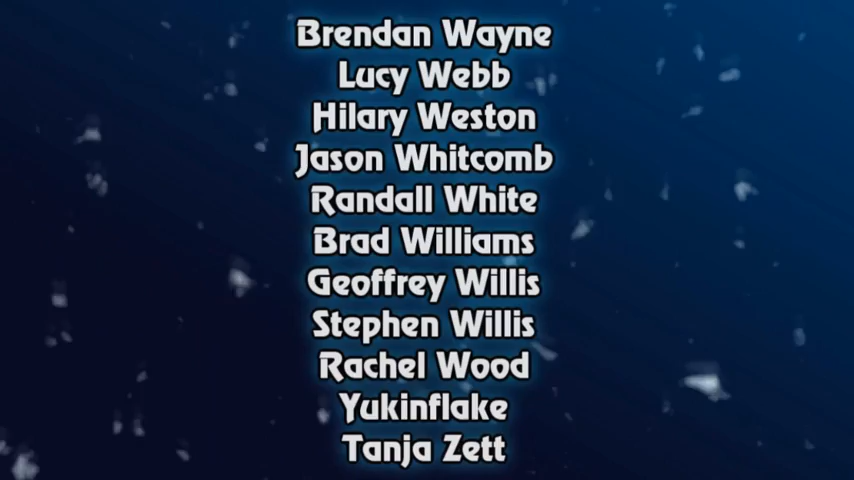 Brendan Wayne
Lucy Webb
Hilary Weston
Jason Whitcomb
Randall White
Brad Williams
Geoffrey Willis
Stephen Willis
Rachel Wood
Yukinflake
Tanja Zett